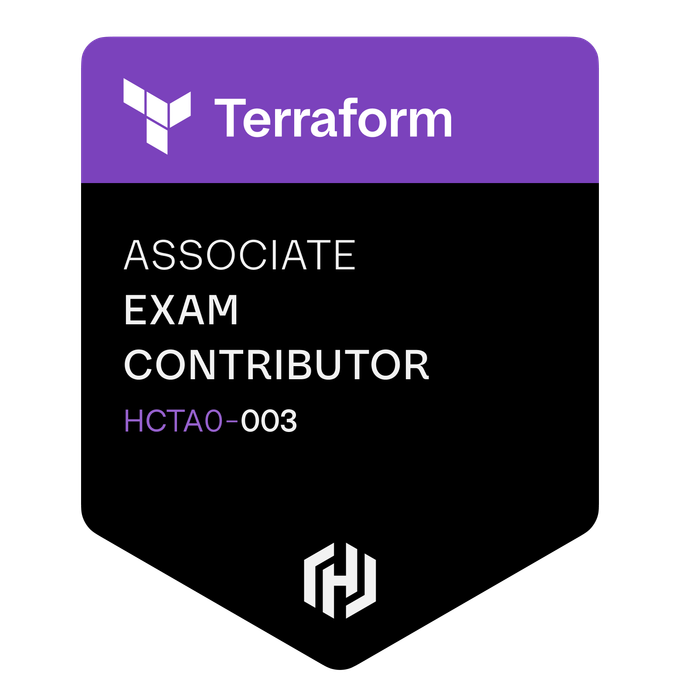 Terraform
ASSOCIATE
EXAM
CONTRIBUTOR
HCTA0-003